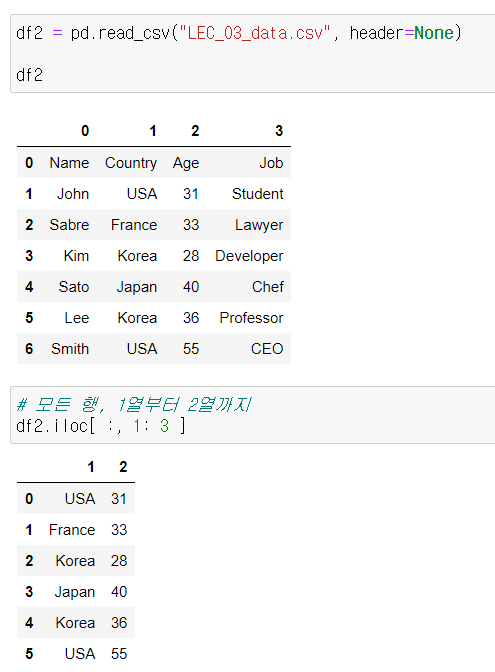 df2 = pd.read_csv("LEC_03_data.csv", header=None)
df2
0 1 2 3
0 Name Country Age Job
1 John USA 31 Student
2 Sabre France 33 Lawyer
3 Kim Korea 28 Developer
4 Sato Japan 40 Chef
5 Lee Korea 36 Professor
6 Smith USA 55 CEO
# 모든 행, 1열부터 2열까지
df2.iloc[ :, 1: 3 ]
1 2
0 USA 31
1 France 33
2 Korea 28
3 Japan 40
4 Korea 36
5 USA 55